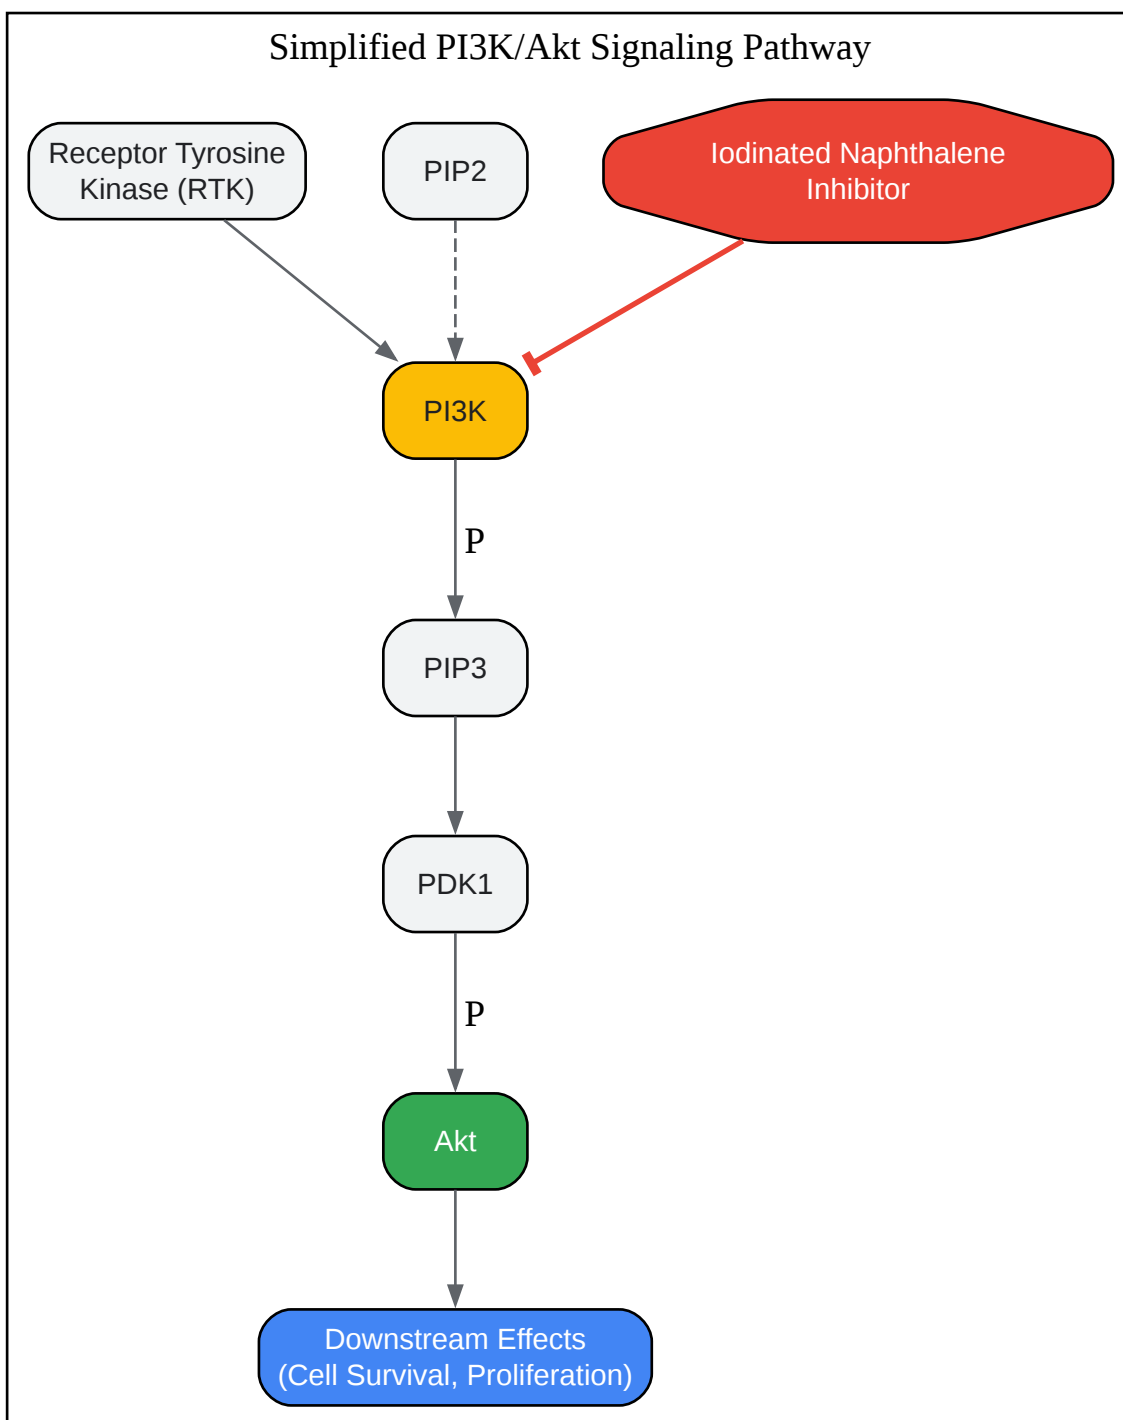 Simplified PI3K/Akt Signaling Pathway
Receptor Tyrosine
Kinase (RTK)
PIP2
Iodinated Naphthalene
Inhibitor
PI3K
P
PIP3
PDK1
P
Akt
Downstream Effects
(Cell Survival, Proliferation)